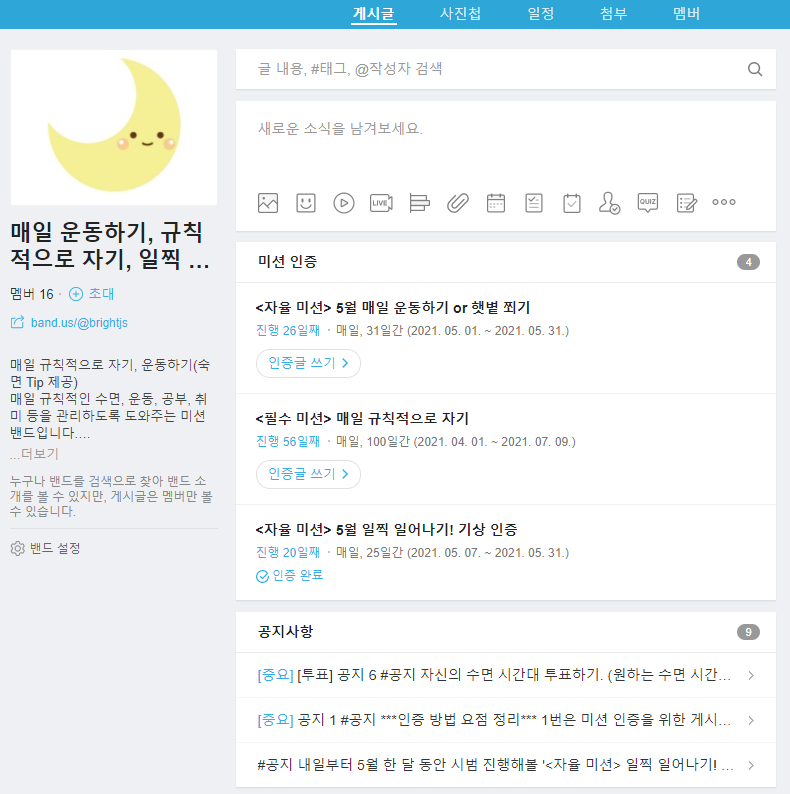 게시글 사진첩 일정 첨부 멤버
매일 운동하기, 규칙
적으로 자기, 일찍 ...
멤버 16 · 초대
band.us/@brightjs
매일 규칙적으로 자기, 운동하기(숙
면 Tip 제공)
매일 규칙적인 수면, 운동, 공부, 취
미 등을 관리하도록 도와주는 미션
밴드입니다....
...더보기
누구나 밴드를 검색으로 찾아 밴드 소
개를 볼 수 있지만, 게시글은 멤버만 볼
수 있습니다.
밴드 설정
글 내용, #태그, @작성자 검색
새로운 소식을 남겨보세요.
LIVE QUIZ
미션 인증 4
<자율 미션> 5월 매일 운동하기 or 햇볕 쬐기
진행 26일째 · 매일, 31일간 (2021. 05. 01. ~ 2021. 05. 31.)
인증글 쓰기
<필수 미션> 매일 규칙적으로 자기
진행 56일째 · 매일, 100일간 (2021. 04. 01. ~ 2021. 07. 09.)
인증글 쓰기
<자율 미션> 5월 일찍 일어나기! 기상 인증
진행 20일째 · 매일, 25일간 (2021. 05. 07. ~ 2021. 05. 31.)
인증 완료
공지사항 9
[중요] [투표] 공지 6 #공지 자신의 수면 시간대 투표하기. (원하는 수면 시간...
[중요] 공지 1 #공지 ***인증 방법 요점 정리*** 1번은 미션 인증을 위한 게시...
#공지 내일부터 5월 한 달 동안 시범 진행해볼 '<자율 미션> 일찍 일어나기! ...